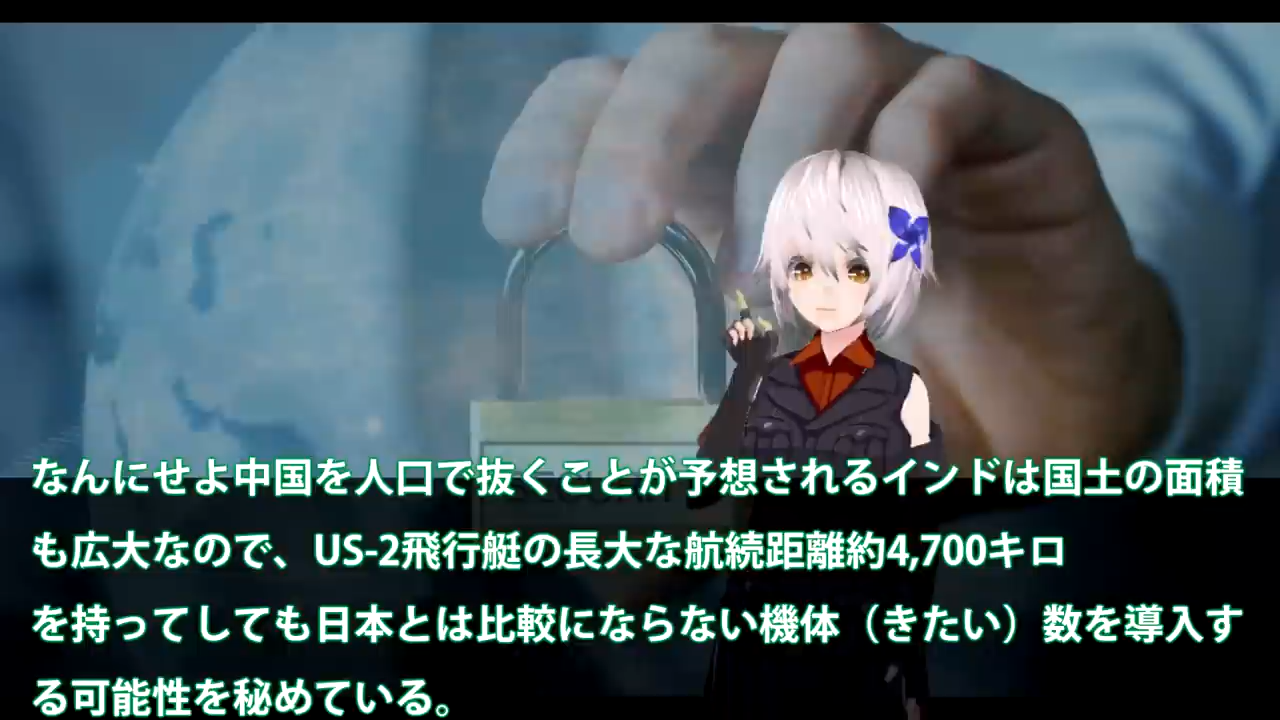 なんにせよ中国を人口で抜くことが予想されるインドは国土の面積
も広大なので、US-2飛行艇の長大な航続距離約4,700キロ
を持ってしても日本とは比較にならない機体（きたい）数を導入す
る可能性を秘めている。